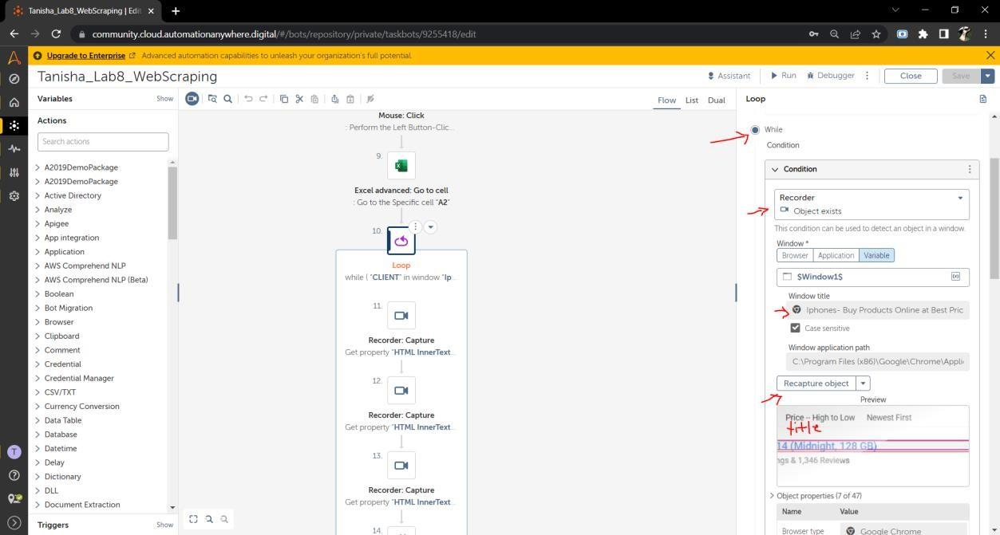 Tanisha_Lab8_WebScraping | Edit
community.cloud.automationanywhere.digital/#/bots/repository/private/taskbots/9255418/edit
Upgrade to Enterprise Advanced automation capabilities to unleash your organization's full potential.
Tanisha_Lab8_WebScraping
Assistant
Run
Debugger
Close
Save
Variables
Show
Actions
Search actions
A2019DemoPackage
A2019DemoPackage
Active Directory
Analyze
Apigee
App integration
Application
AWS Comprehend NLP
AWS Comprehend NLP (Beta)
Boolean
Bot Migration
Browser
Clipboard
Comment
Credential
Credential Manager
CSV/TXT
Currency Conversion
Data Table
Database
Datetime
Delay
Dictionary
DLL
Document Extraction
Triggers
Show
T
Flow
List
Dual
Mouse: Click
: Perform the Left Button-Clic...
9.
Excel advanced: Go to cell
: Go to the Specific cell "A2"
10.
Loop
while ( "CLIENT" in window "Ip...
11.
Recorder: Capture
Get property "HTML InnerText...
12.
Recorder: Capture
Get property "HTML InnerText...
13.
Recorder: Capture
Get property "HTML InnerText...
14.
Loop
While
Condition
Condition
Recorder
Object exists
This condition can be used to detect an object in a window.
Window *
Browser
Application
Variable
$Window1$
(x)
Window title
Iphones- Buy Products Online at Best Pric
Case sensitive
Window application path
C:\Program Files (x86)\Google\Chrome\Appli
Recapture object
Preview
Price -- High to Low Newest First
title
14 (Midnight, 128 GB)
ngs & 1,346 Reviews
Object properties (7 of 47)
Name Value
Browser type Google Chrome